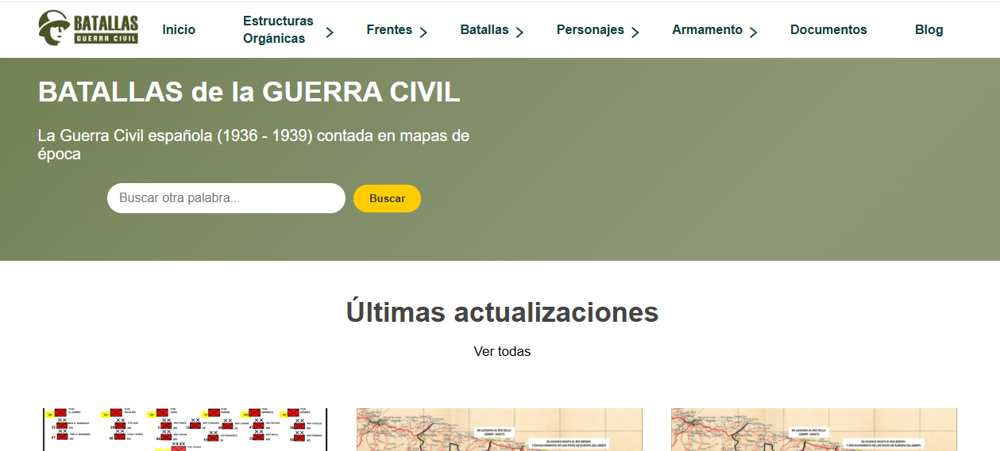 BATALLAS
GUERRA CIVIL
Inicio
Estructuras
Orgánicas
Frentes
Batallas
Personajes
Armamento
Documentos
Blog
BATALLAS de la GUERRA CIVIL
La Guerra Civil española (1936 - 1939) contada en mapas de
época
Buscar otra palabra...
Buscar
Últimas actualizaciones
Ver todas